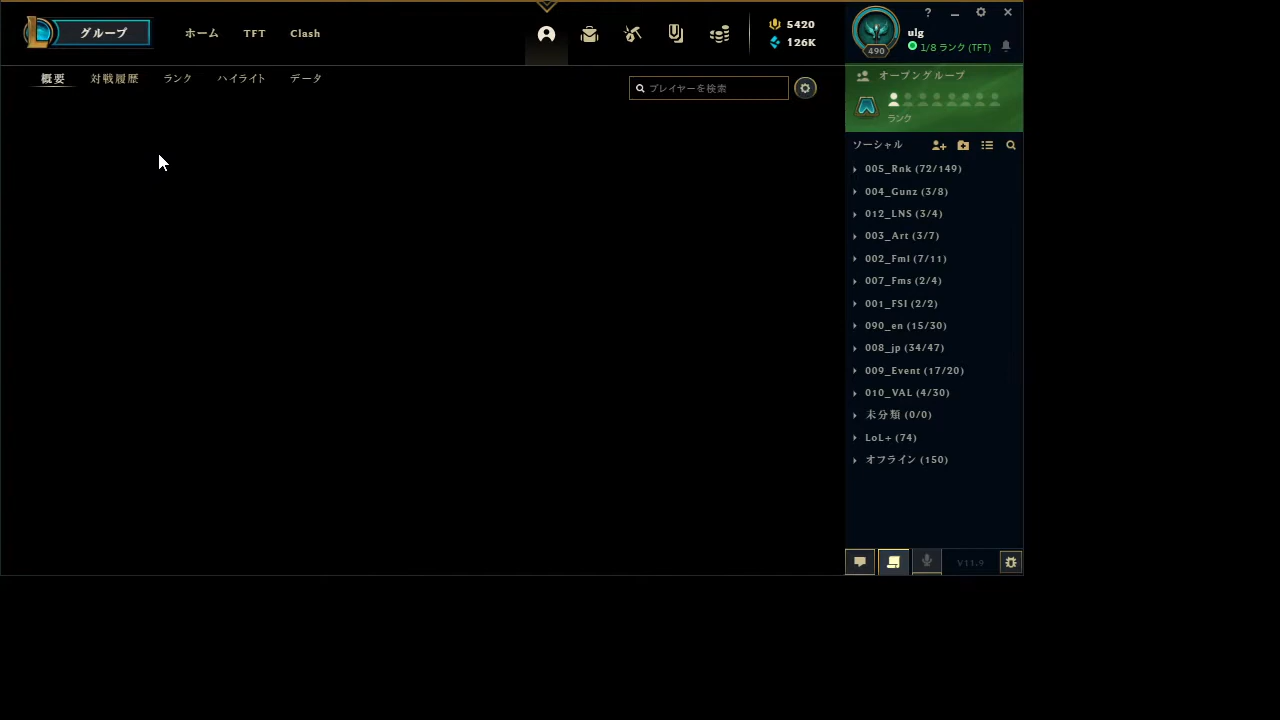 グループ
ホーム
TFT
Clash
5420
126K
490
ulg
1/8 ランク (TFT)
概要
対戦履歴
ランク
ハイライト
データ
プレイヤーを検索
オープングループ
ランク
ソーシャル
005_Rnk (72/149)
004_Gunz (3/8)
012_LNS (3/4)
003_Art (3/7)
002_Fml (7/11)
007_Fms (2/4)
001_FSI (2/2)
090_en (15/30)
008_jp (34/47)
009_Event (17/20)
010_VAL (4/30)
未分類 (0/0)
LoL+ (74)
オフライン (150)
V11.9